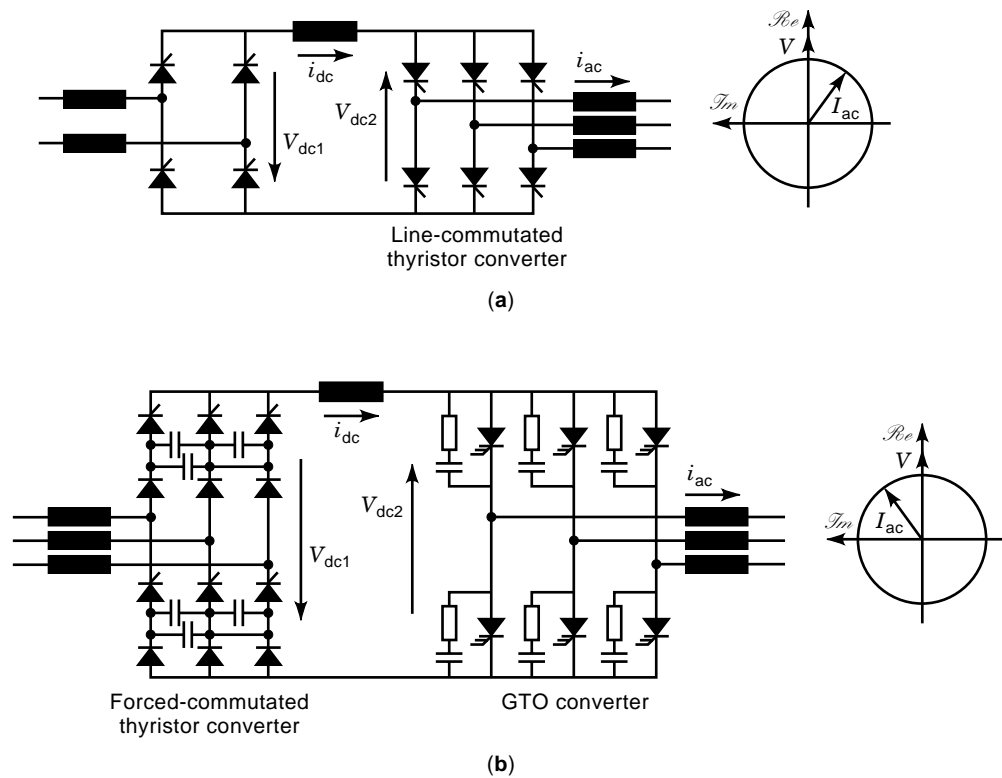 i_dc
V_dc1
V_dc2
i_ac
ℛe
V
ℐm
I_ac
Line-commutated
thyristor converter
(a)
i_dc
V_dc1
V_dc2
i_ac
ℛe
V
ℐm
I_ac
Forced-commutated
thyristor converter
GTO converter
(b)